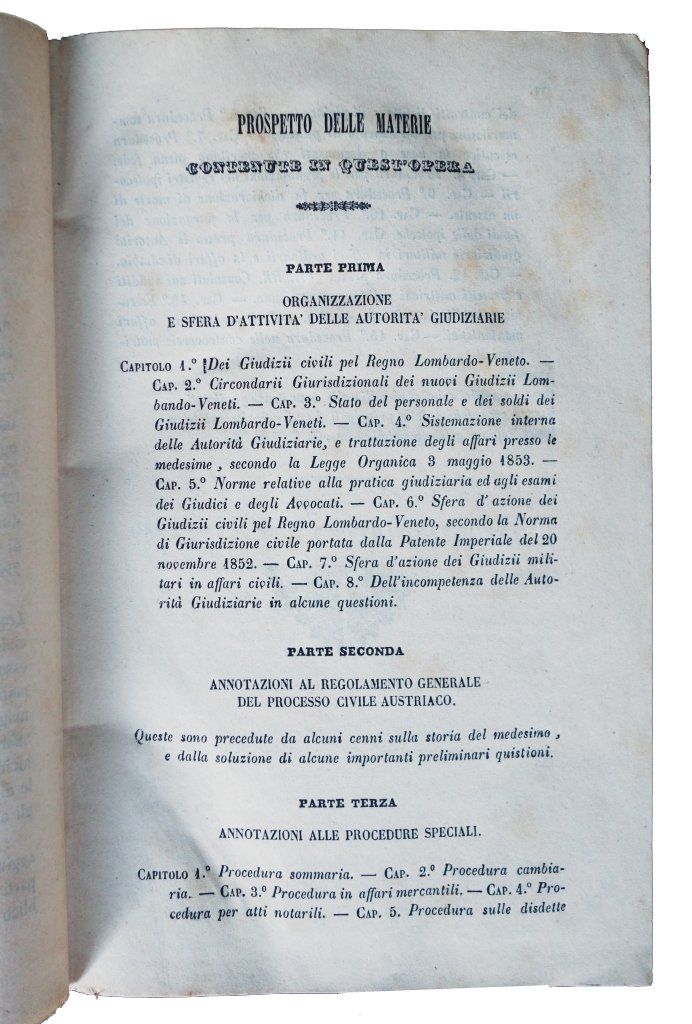 PROSPETTO DELLE MATERIE
CONTENUTE IN QUEST'OPERA
PARTE PRIMA
ORGANIZZAZIONE
E SFERA D'ATTIVITA' DELLE AUTORITA' GIUDIZIARIE
CAPITOLO 1.º Dei Giudizii civili pel Regno Lombardo-Veneto. —
CAP. 2.º Circondarii Giurisdizionali dei nuovi Giudizii Lom-
bando-Veneti. — CAP. 3.º Stato del personale e dei soldi dei
Giudizii Lombardo-Veneti. — CAP. 4.º Sistemazione interna
delle Autorità Giudiziarie, e trattazione degli affari presso le
medesime, secondo la Legge Organica 3 maggio 1853. —
CAP. 5.º Norme relative alla pratica giudiziaria ed agli esami
dei Giudici e degli Avvocati. — CAP. 6.º Sfera d'azione dei
Giudizii civili pel Regno Lombardo-Veneto, secondo la Norma
di Giurisdizione civile portata dalla Patente Imperiale del 20
novembre 1852. — CAP. 7.º Sfera d'azione dei Giudizii mili-
tari in affari civili. — CAP. 8.º Dell'incompetenza delle Auto-
rità Giudiziarie in alcune questioni.
PARTE SECONDA
ANNOTAZIONI AL REGOLAMENTO GENERALE
DEL PROCESSO CIVILE AUSTRIACO.
Queste sono precedute da alcuni cenni sulla storia del medesimo,
e dalla soluzione di alcune importanti preliminari quistioni.
PARTE TERZA
ANNOTAZIONI ALLE PROCEDURE SPECIALI.
CAPITOLO 1.º Procedura sommaria. — CAP. 2.º Procedura cambia-
ria. — CAP. 3.º Procedura in affari mercantili. — CAP. 4.º Pro-
cedura per atti notarili. — CAP. 5. Procedura sulle disdette